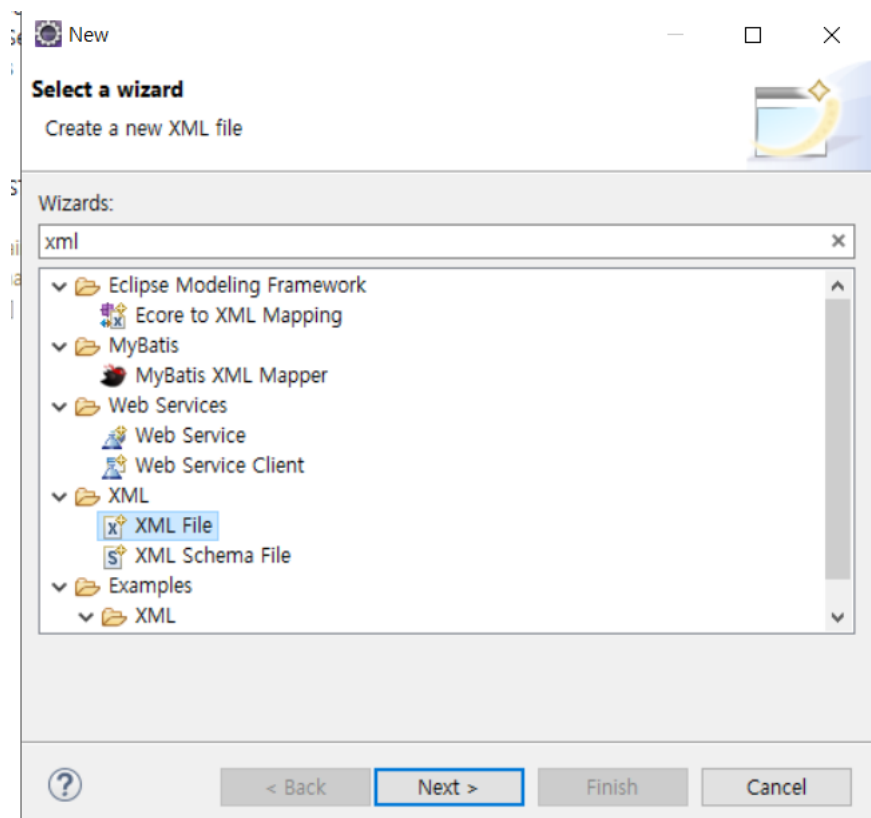 New
Select a wizard
Create a new XML file
Wizards:
xml
Eclipse Modeling Framework
Ecore to XML Mapping
MyBatis
MyBatis XML Mapper
Web Services
Web Service
Web Service Client
XML
XML File
XML Schema File
Examples
XML
< Back Next > Finish Cancel